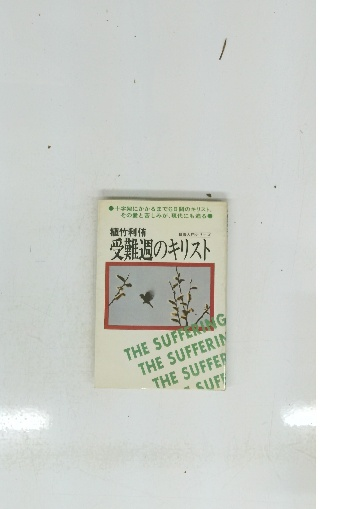 ●十字架にかかるまでの8日間のキリスト。
その愛と苦しみが、現代にも迫る●
植竹利侑
受難週のキリスト
THE SUFFERING
THE SUFFERIN
THE SUFFER